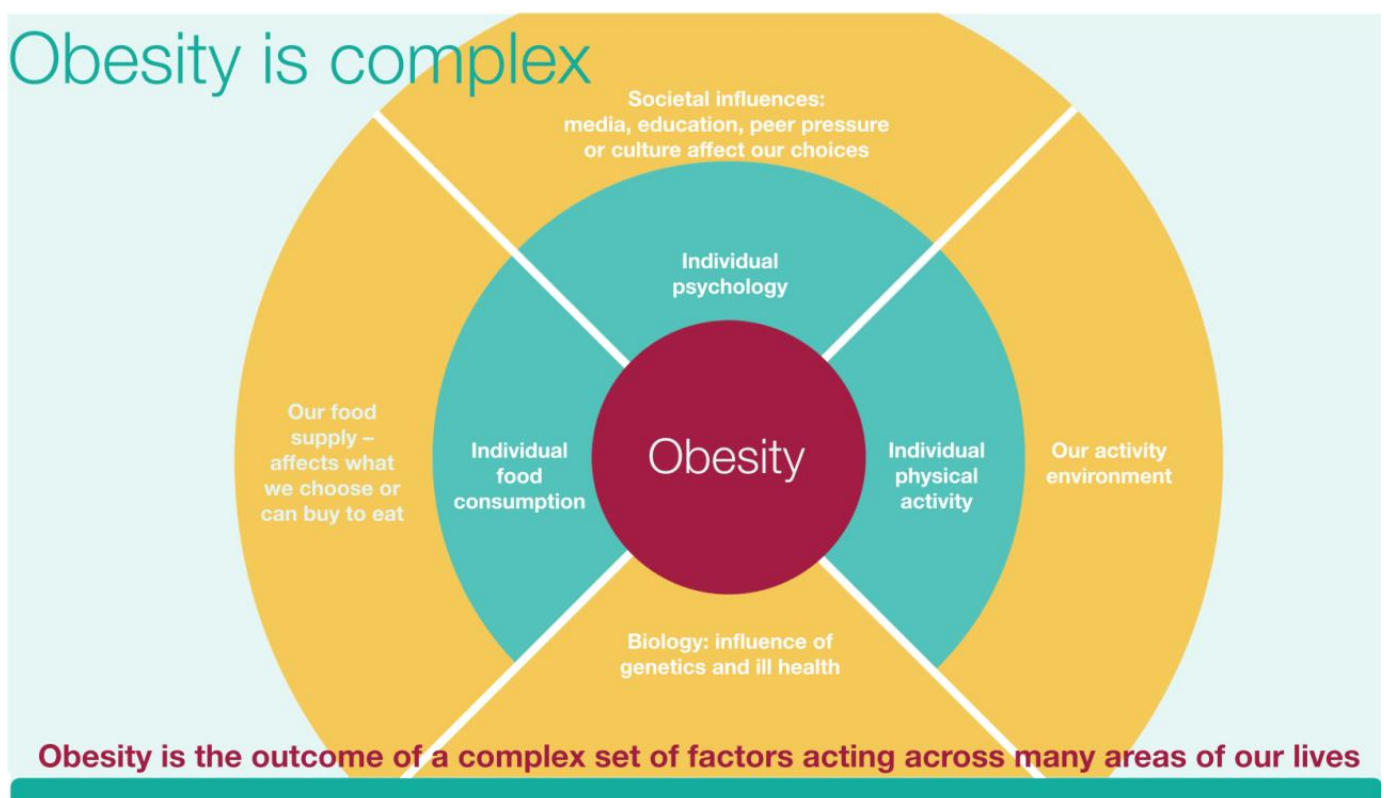 Obesity is complex
Societal influences:
media, education, peer pressure
or culture affect our choices
Individual
psychology
Our food
supply –
affects what
we choose or
can buy to eat
Individual
food
consumption
Obesity
Individual
physical
activity
Our activity
environment
Biology: influence of
genetics and ill health
Obesity is the outcome of a complex set of factors acting across many areas of our lives